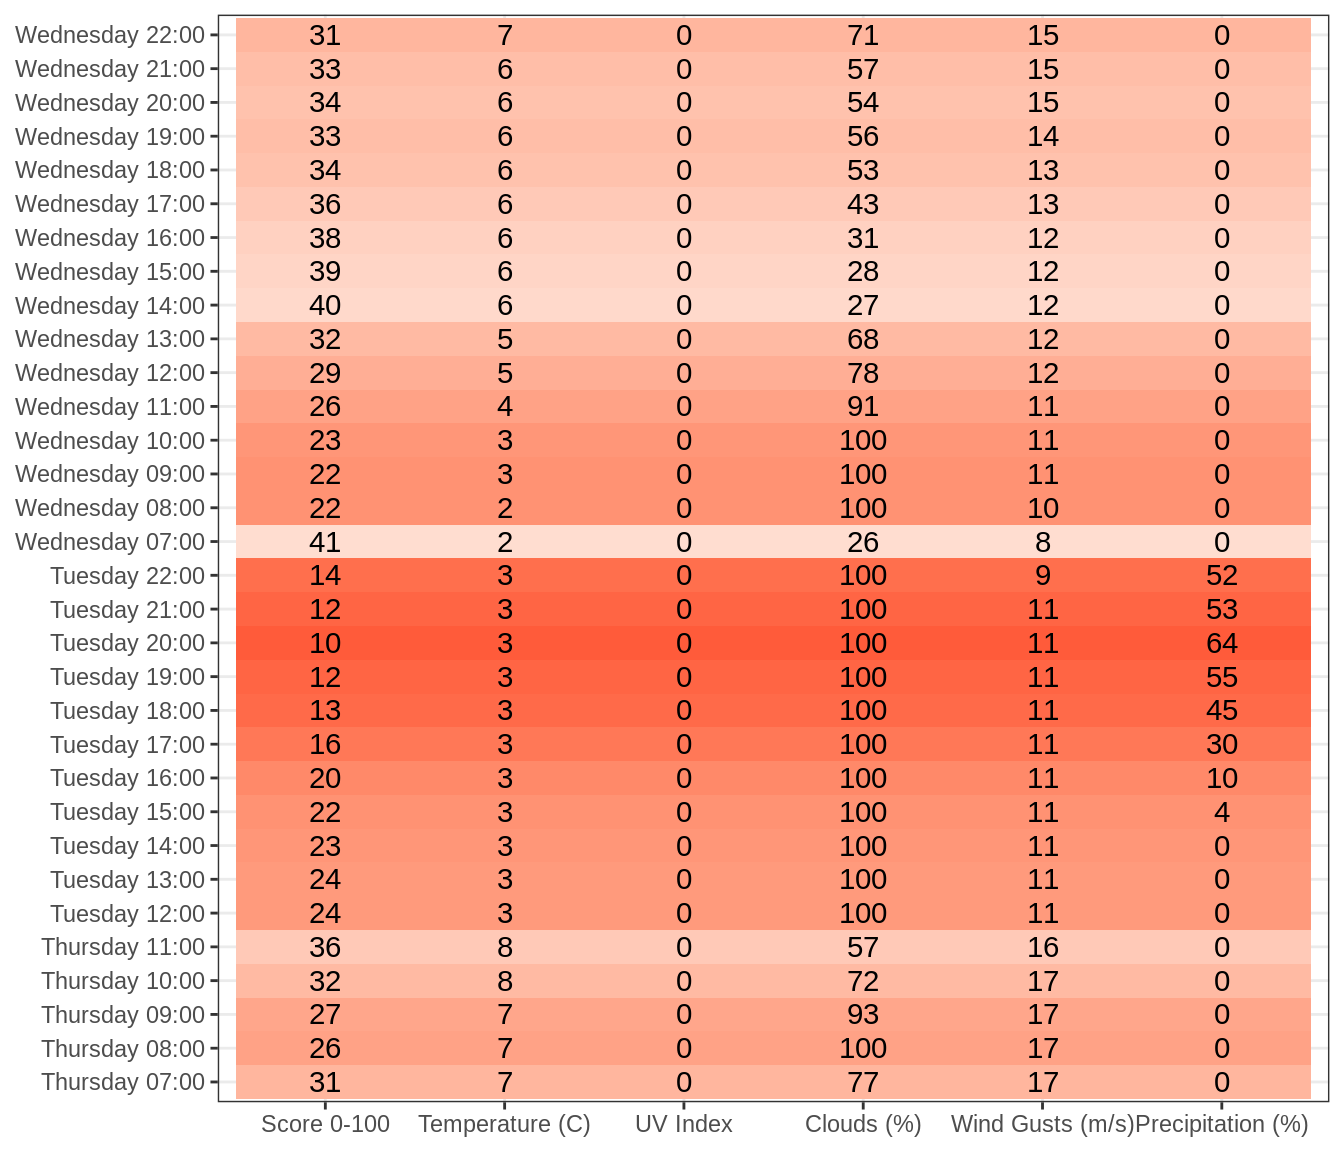 Wednesday 22:00 31 7 0 71 15 0
Wednesday 21:00 33 6 0 57 15 0
Wednesday 20:00 34 6 0 54 15 0
Wednesday 19:00 33 6 0 56 14 0
Wednesday 18:00 34 6 0 53 13 0
Wednesday 17:00 36 6 0 43 13 0
Wednesday 16:00 38 6 0 31 12 0
Wednesday 15:00 39 6 0 28 12 0
Wednesday 14:00 40 6 0 27 12 0
Wednesday 13:00 32 5 0 68 12 0
Wednesday 12:00 29 5 0 78 12 0
Wednesday 11:00 26 4 0 91 11 0
Wednesday 10:00 23 3 0 100 11 0
Wednesday 09:00 22 3 0 100 11 0
Wednesday 08:00 22 2 0 100 10 0
Wednesday 07:00 41 2 0 26 8 0
Tuesday 22:00 14 3 0 100 9 52
Tuesday 21:00 12 3 0 100 11 53
Tuesday 20:00 10 3 0 100 11 64
Tuesday 19:00 12 3 0 100 11 55
Tuesday 18:00 13 3 0 100 11 45
Tuesday 17:00 16 3 0 100 11 30
Tuesday 16:00 20 3 0 100 11 10
Tuesday 15:00 22 3 0 100 11 4
Tuesday 14:00 23 3 0 100 11 0
Tuesday 13:00 24 3 0 100 11 0
Tuesday 12:00 24 3 0 100 11 0
Thursday 11:00 36 8 0 57 16 0
Thursday 10:00 32 8 0 72 17 0
Thursday 09:00 27 7 0 93 17 0
Thursday 08:00 26 7 0 100 17 0
Thursday 07:00 31 7 0 77 17 0
Score 0-100 Temperature (C) UV Index Clouds (%) Wind Gusts (m/s) Precipitation (%)